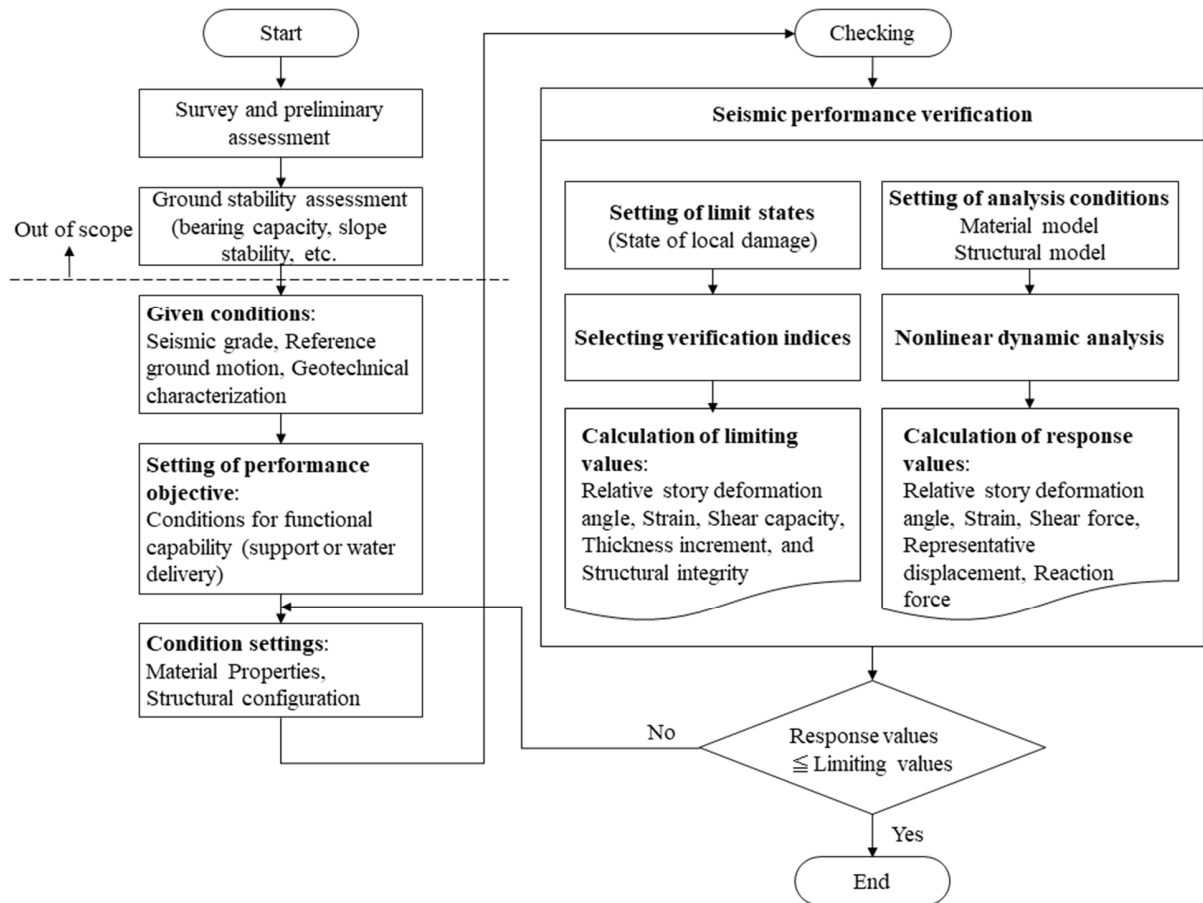 Start
Survey and preliminary
assessment
Ground stability assessment
(bearing capacity, slope
stability, etc.
Out of scope
Given conditions:
Seismic grade, Reference
ground motion, Geotechnical
characterization
Setting of performance
objective:
Conditions for functional
capability (support or water
delivery)
Condition settings:
Material Properties,
Structural configuration
Checking
Seismic performance verification
Setting of limit states
(State of local damage)
Selecting verification indices
Calculation of limiting
values:
Relative story deformation
angle, Strain, Shear capacity,
Thickness increment, and
Structural integrity
Setting of analysis conditions
Material model
Structural model
Nonlinear dynamic analysis
Calculation of response
values:
Relative story deformation
angle, Strain, Shear force,
Representative
displacement, Reaction
force
Response values
≦ Limiting values
No
Yes
End